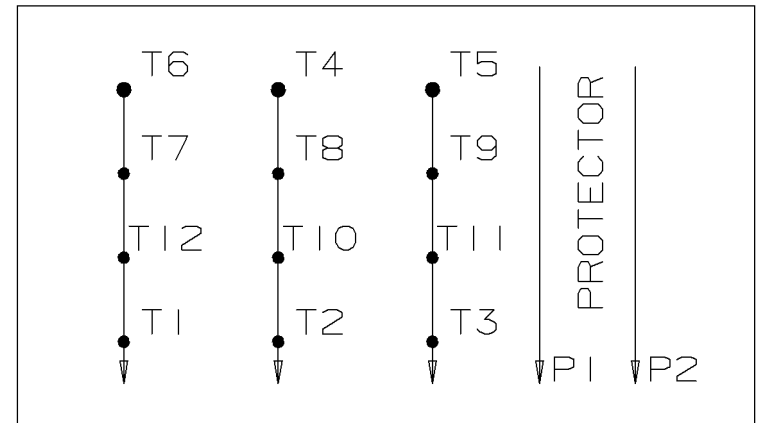 T6 T4 T5
T7 T8 T9
T12 T10 T11
T1 T2 T3
PROTECTOR
P1 P2